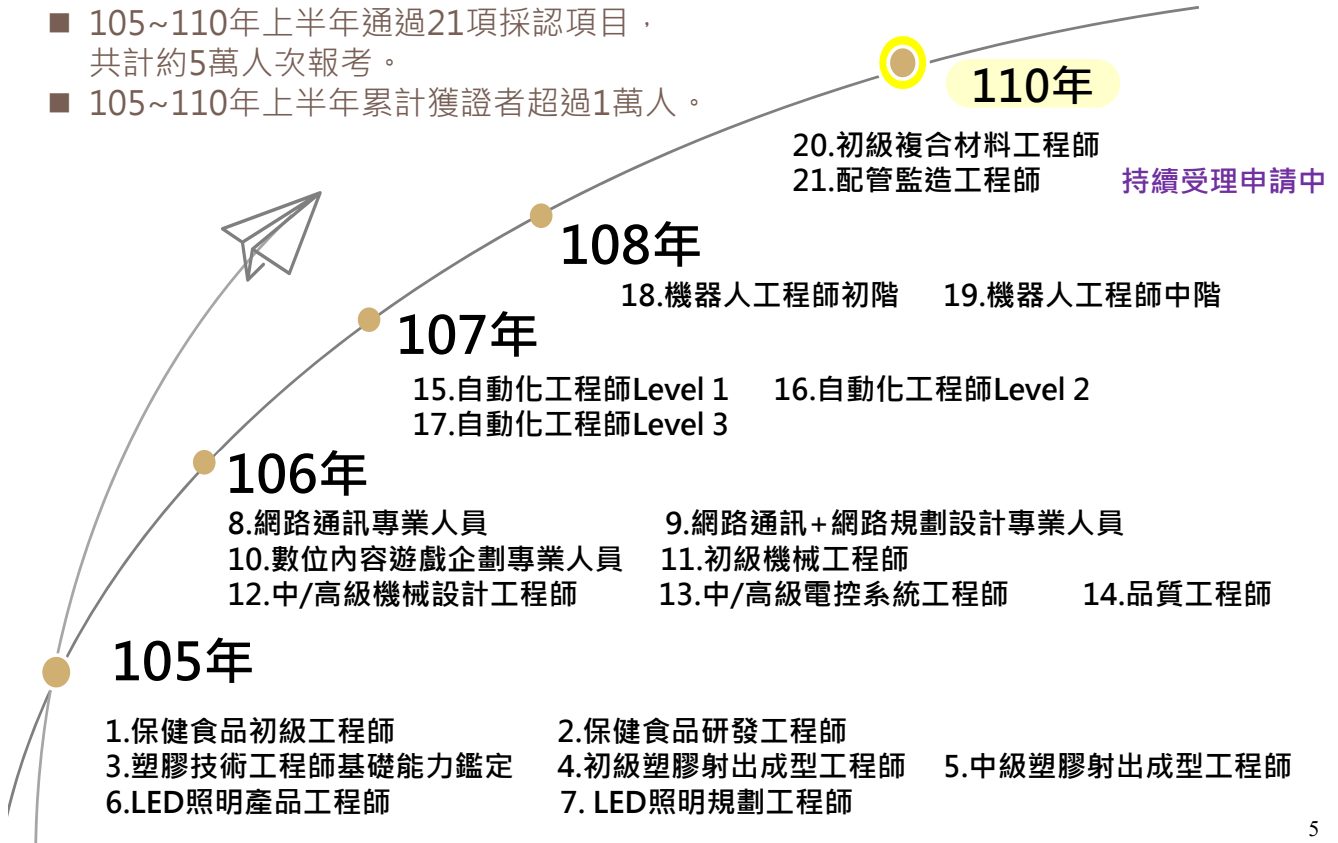 ■ 105~110年上半年通過21項採認項目，
共計約5萬人次報考。
■ 105~110年上半年累計獲證者超過1萬人。
110年
20.初級複合材料工程師
21.配管監造工程師 持續受理申請中
108年
18.機器人工程師初階 19.機器人工程師中階
107年
15.自動化工程師Level 1 16.自動化工程師Level 2
17.自動化工程師Level 3
106年
8.網路通訊專業人員 9.網路通訊+網路規劃設計專業人員
10.數位內容遊戲企劃專業人員 11.初級機械工程師
12.中/高級機械設計工程師 13.中/高級電控系統工程師 14.品質工程師
105年
1.保健食品初級工程師 2.保健食品研發工程師
3.塑膠技術工程師基礎能力鑑定 4.初級塑膠射出成型工程師 5.中級塑膠射出成型工程師
6.LED照明產品工程師 7. LED照明規劃工程師
5